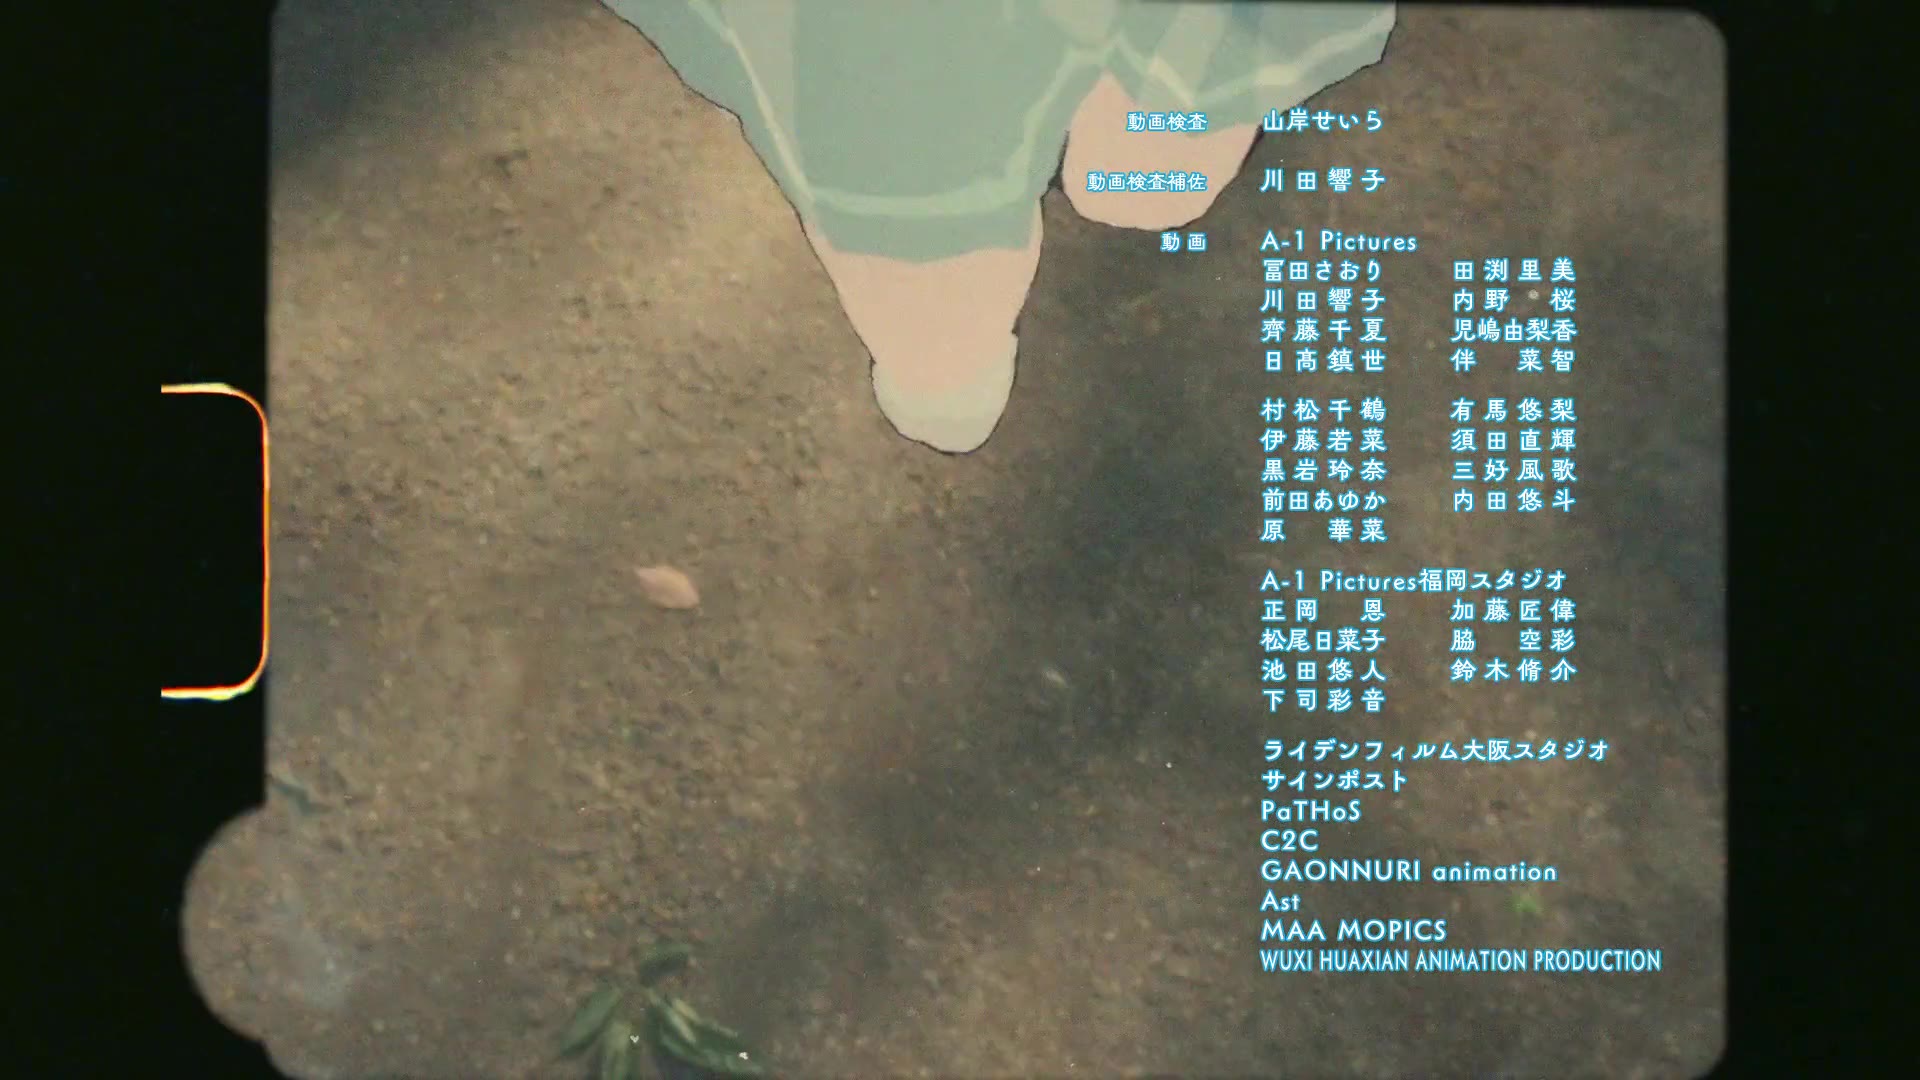 動画検査 山岸せいら
動画検査補佐 川田響子
動画 A-1 Pictures
冨田さおり 田渕里美
川田響子 内野 桜
齊藤千夏 児嶋由梨香
日髙鎮世 伴 菜智
村松千鶴 有馬悠梨
伊藤若菜 須田直輝
黒岩玲奈 三好風歌
前田あゆか 内田悠斗
原 華菜
A-1 Pictures福岡スタジオ
正岡 恩 加藤匠偉
松尾日菜子 脇 空彩
池田悠人 鈴木脩介
下司彩音
ライデンフィルム大阪スタジオ
サインポスト
PaTHoS
C2C
GAONNURI animation
Ast
MAA MOPICS
WUXI HUAXIAN ANIMATION PRODUCTION